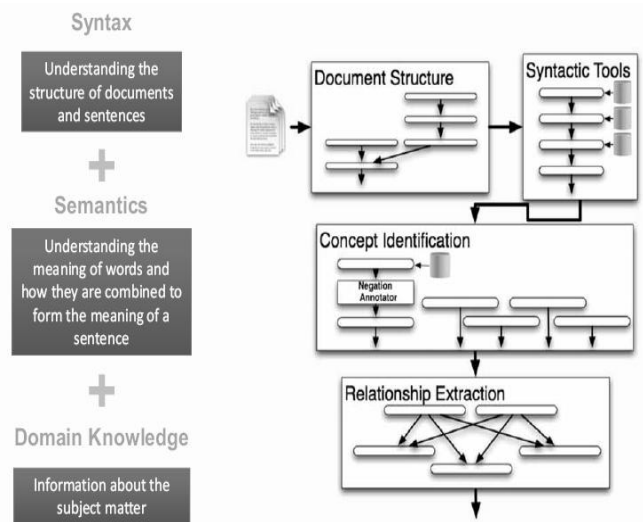 Syntax
Understanding the
structure of documents
and sentences
+
Semantics
Understanding the
meaning of words and
how they are combined to
form the meaning of a
sentence
+
Domain Knowledge
Information about the
subject matter
Document Structure
Syntactic Tools
Concept Identification
Negation
Annotator
Relationship Extraction